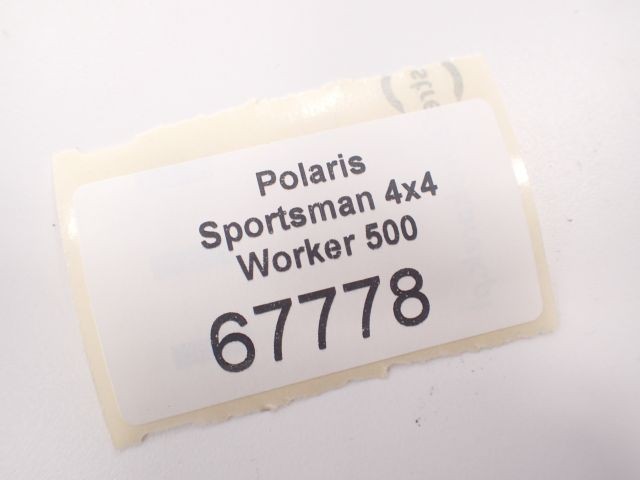 Polaris
Sportsman 4x4
Worker 500
67778